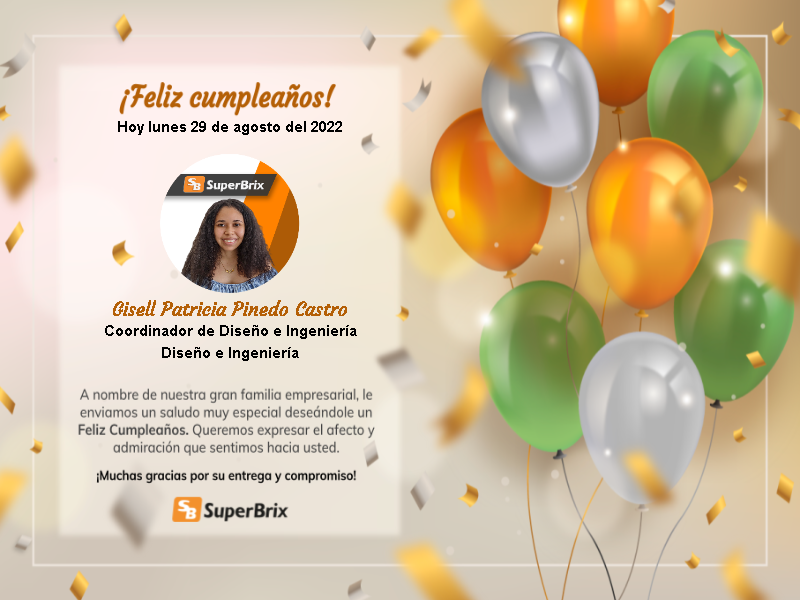 ¡Feliz cumpleaños!
Hoy lunes 29 de agosto del 2022
SB SuperBrix
Gisell Patricia Pinedo Castro
Coordinador de Diseño e Ingeniería
Diseño e Ingeniería
A nombre de nuestra gran familia empresarial, le
enviamos un saludo muy especial deseándole un
Feliz Cumpleaños. Queremos expresar el afecto y
admiración que sentimos hacia usted.
¡Muchas gracias por su entrega y compromiso!
SB SuperBrix